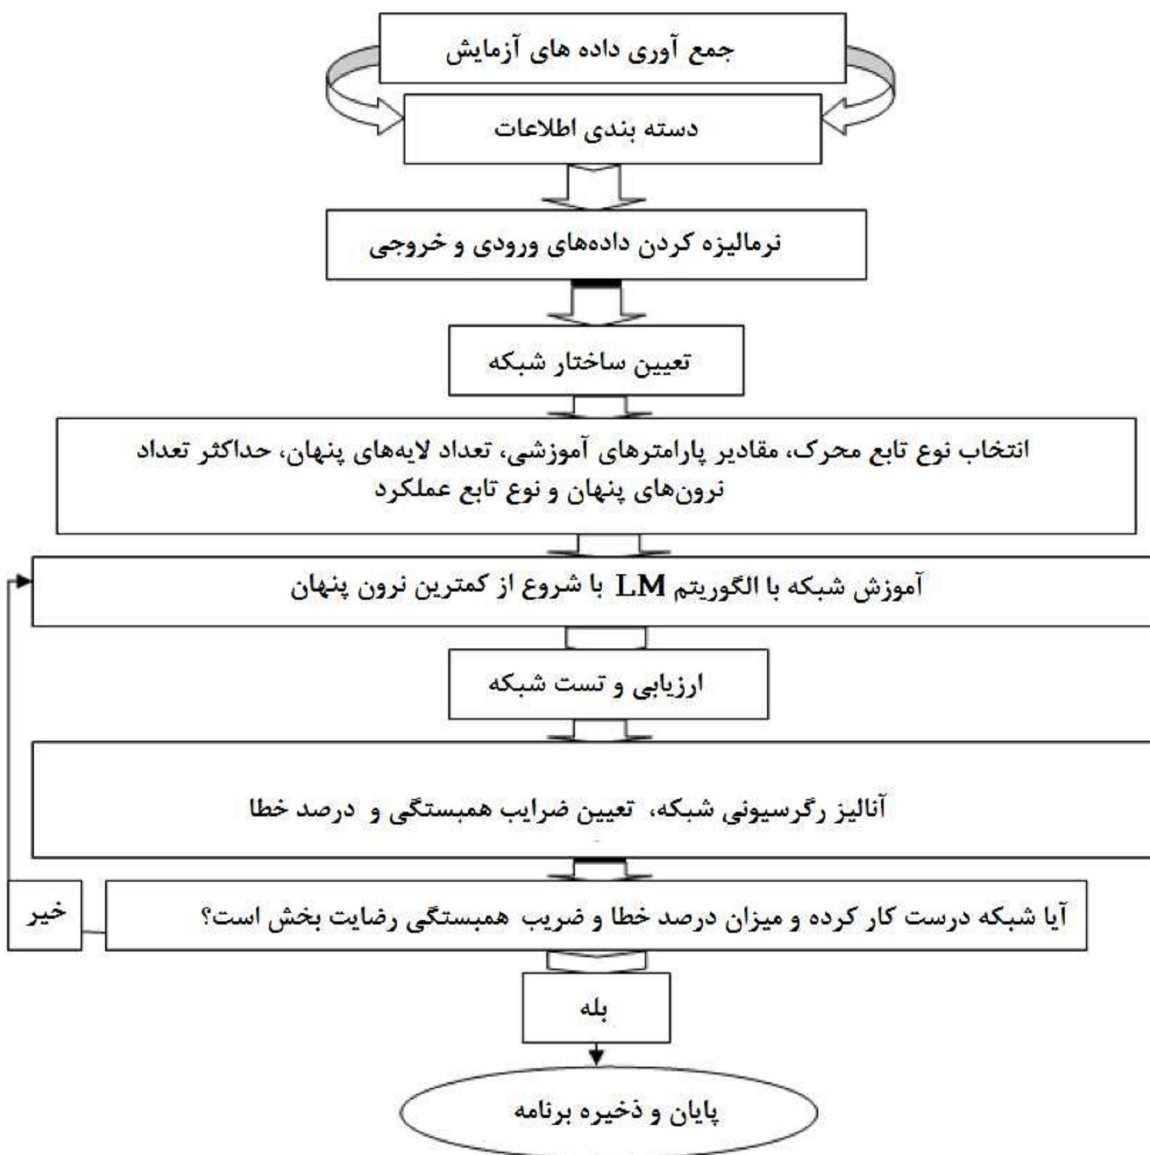 جمع آوری داده های آزمایش
دسته بندی اطلاعات
نرمالیزه کردن داده‌های ورودی و خروجی
تعیین ساختار شبکه
انتخاب نوع تابع محرک، مقادیر پارامترهای آموزشی، تعداد لایه‌های پنهان، حداکثر تعداد
نرون‌های پنهان و نوع تابع عملکرد
آموزش شبکه با الگوریتم LM با شروع از کمترین نرون پنهان
ارزیابی و تست شبکه
آنالیز رگرسیونی شبکه، تعیین ضرایب همبستگی و درصد خطا
آیا شبکه درست کار کرده و میزان درصد خطا و ضریب همبستگی رضایت بخش است؟
خیر
بله
پایان و ذخیره برنامه